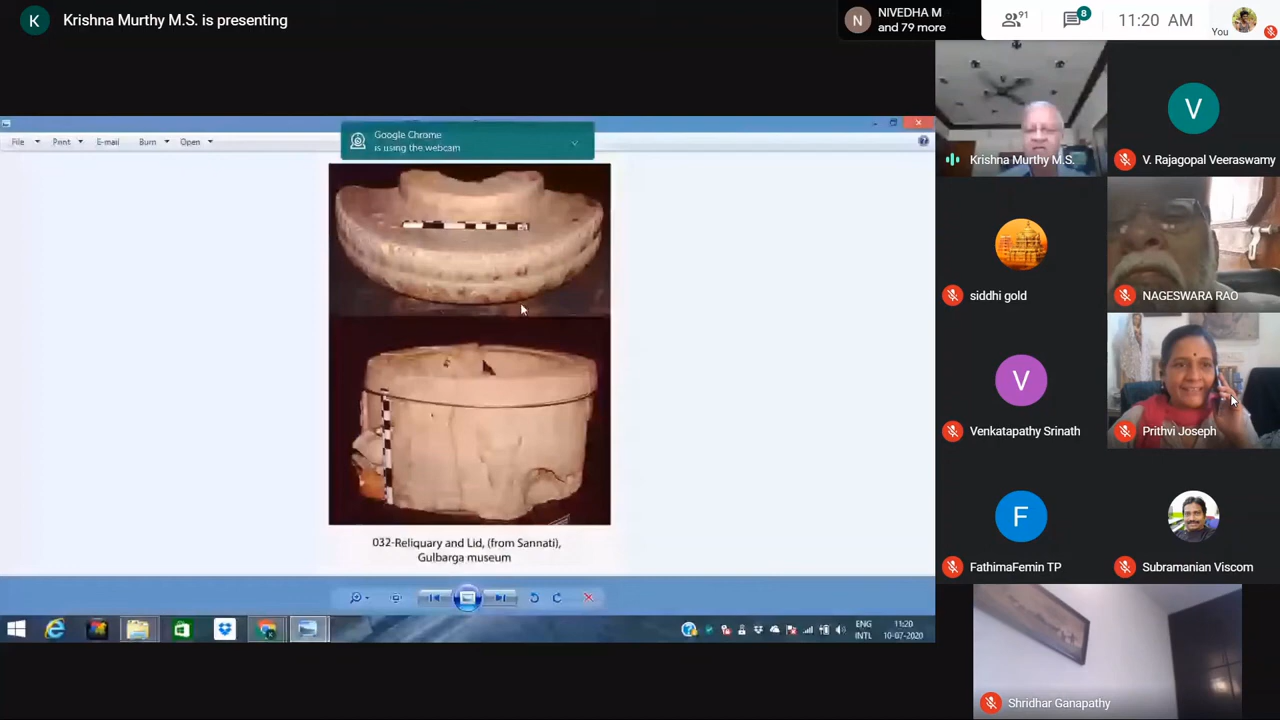 K
Krishna Murthy M.S. is presenting
N
NIVEDHA M
and 79 more
91
8
11:20 AM
You
Google Chrome
is using the webcam
File
Print
E-mail
Burn
Open
032-Reliquary and Lid, (from Sannati),
Gulbarga museum
ENG
INTL
11:20
10-07-2020
Krishna Murthy M.S.
V
V. Rajagopal Veeraswamy
siddhi gold
NAGESWARA RAO
V
Venkatapathy Srinath
Prithvi Joseph
F
FathimaFemin TP
Subramanian Viscom
Shridhar Ganapathy